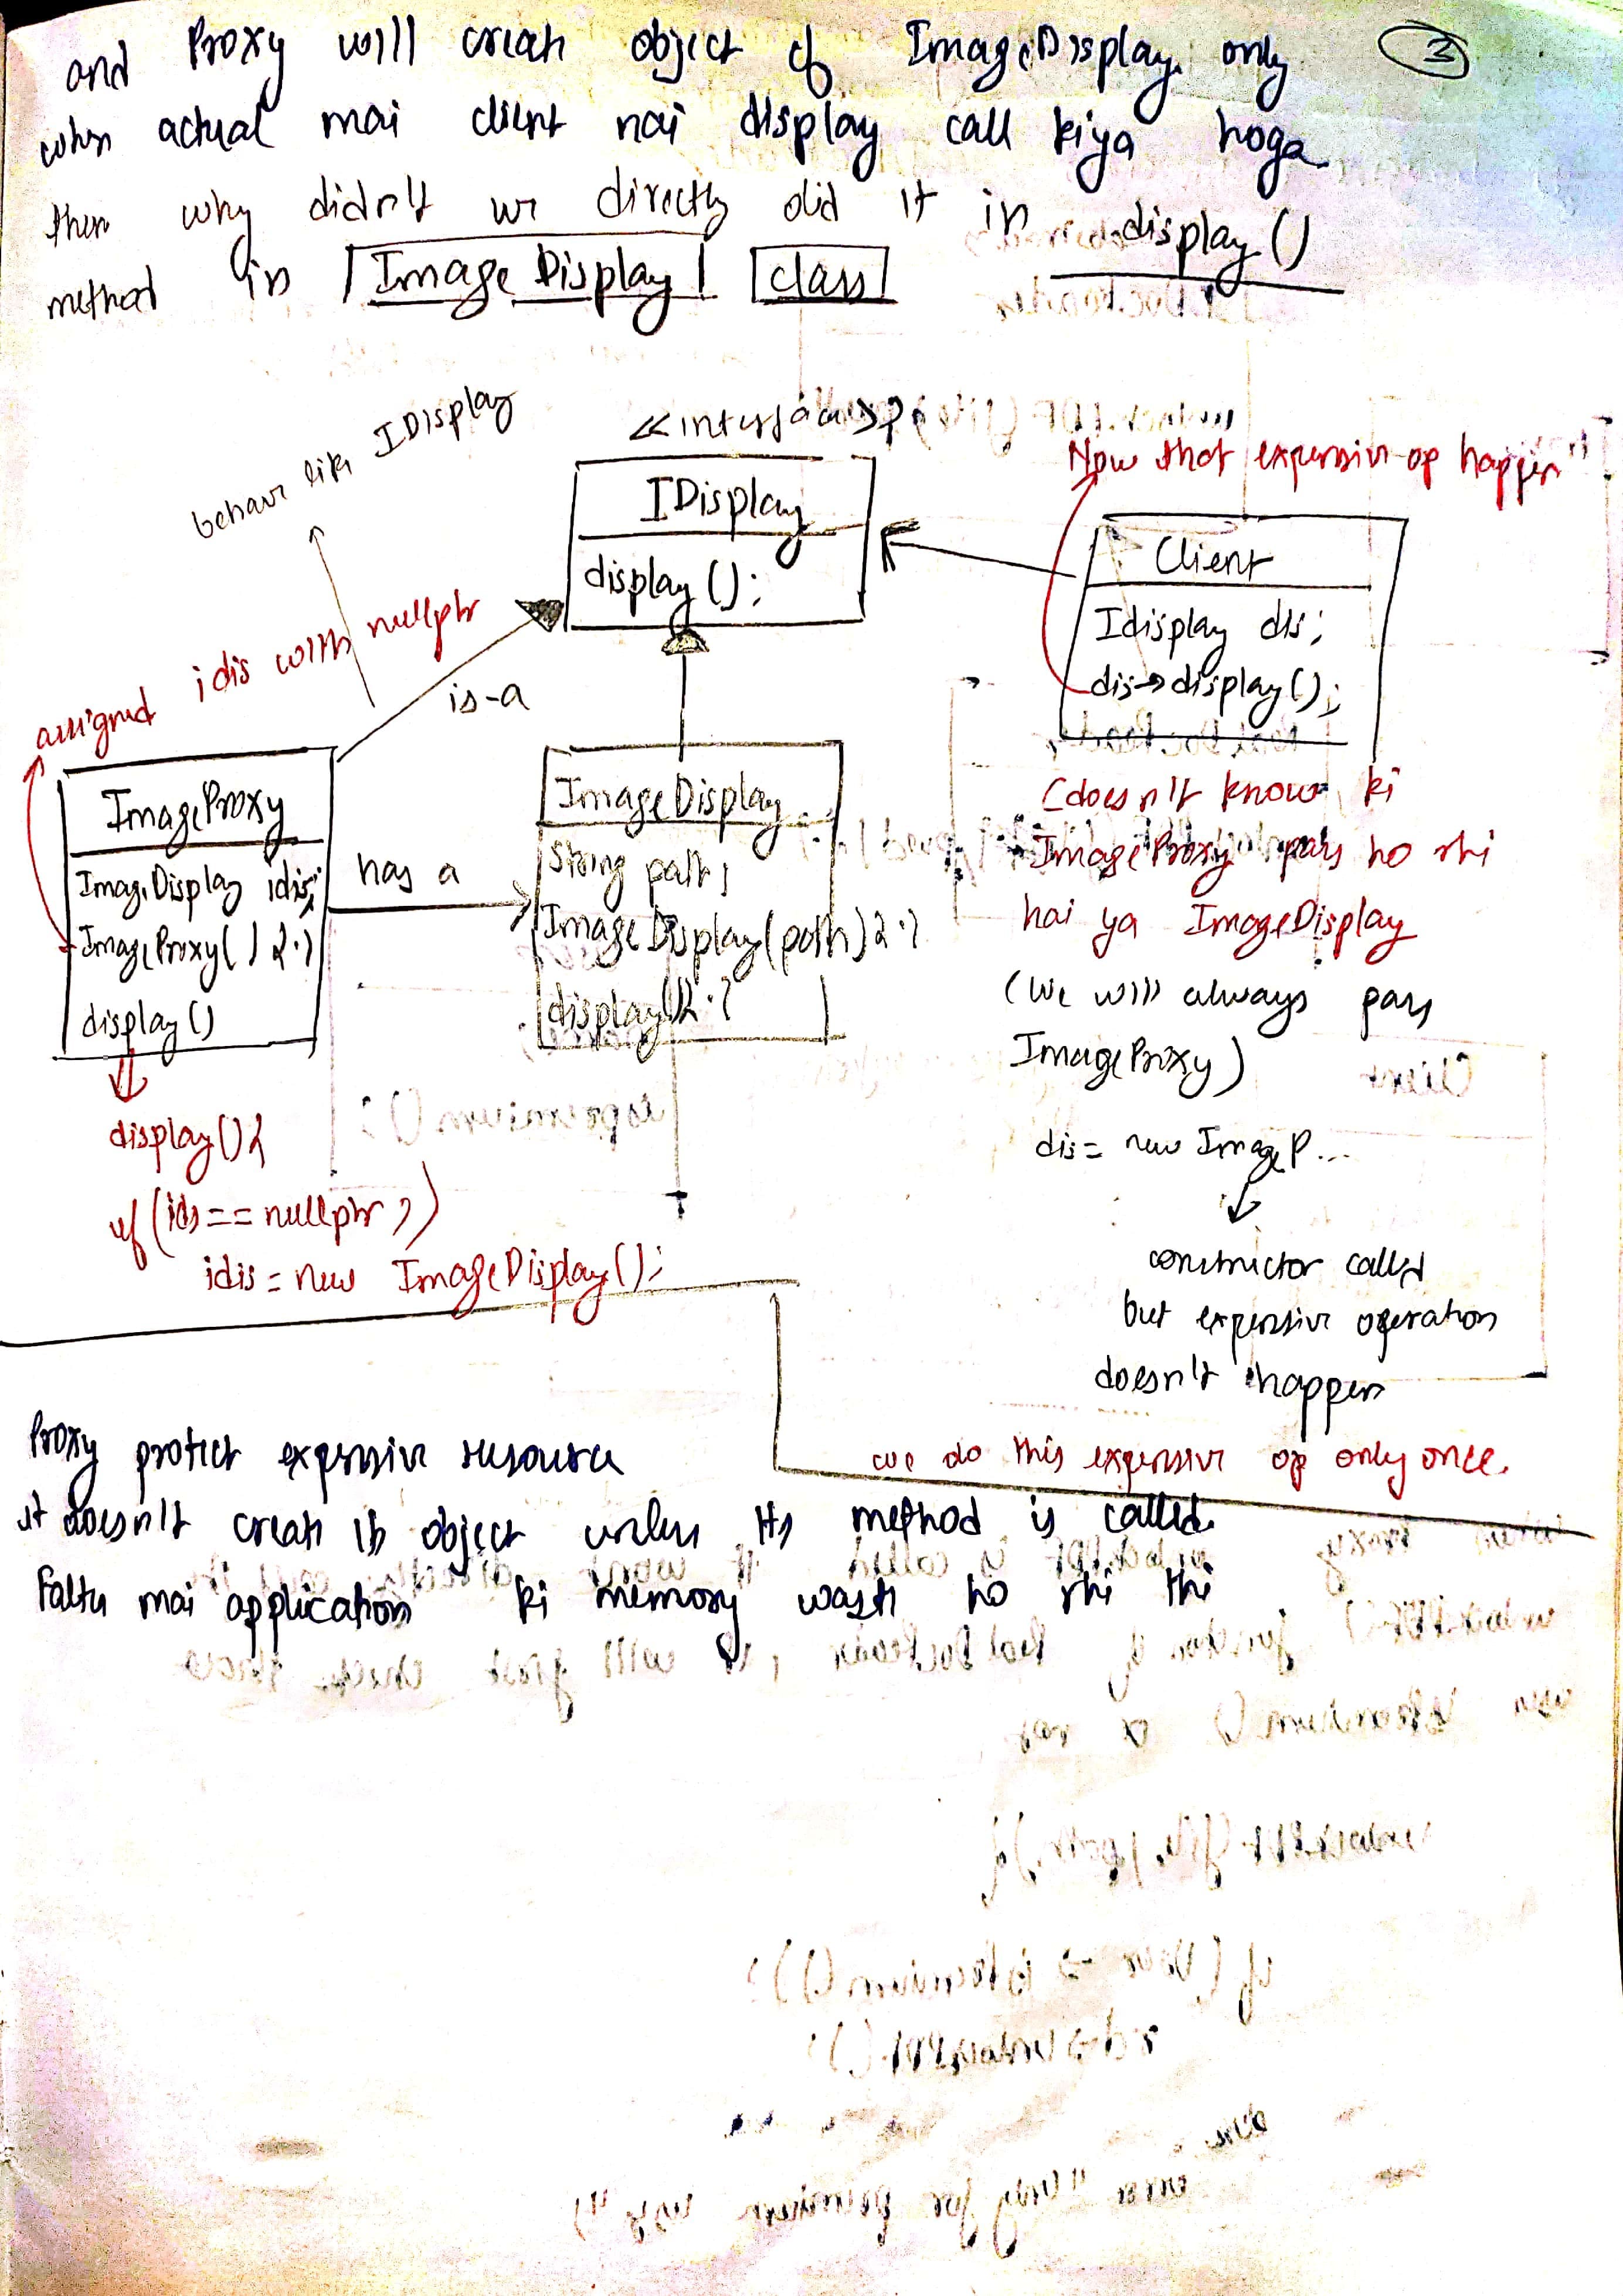 and Proxy will creak object of ImageDisplay only
3
when actual mai client nai display call kiya hoga
then why didn't we directly did it in display()
method in Image Display class
behave like IDisplay
<<interface>>
IDisplay
display();
Now that expensive op happen
Client
Idisplay dis;
dis→display();
assigned idis with nullptr
is-a
ImageProxy
ImageDisplay idis;
ImageProxy() {.}
display()
has a
ImageDisplay
String path;
ImageDisplay(path){.}
display(){.}
(doesn't know ki
ImageProxy pass ho rhi
hai ya ImageDisplay
(We will always pass
ImageProxy)
dis = new ImageP...
constructor called
but expensive operation
doesn't happen
display(){
if (idis == nullptr)
idis = new ImageDisplay();
we do this expensive op only once.
Proxy protect expensive resource
it doesn't create its object unless its method is called.
Faltu mai application ki memory waste ho rhi thi